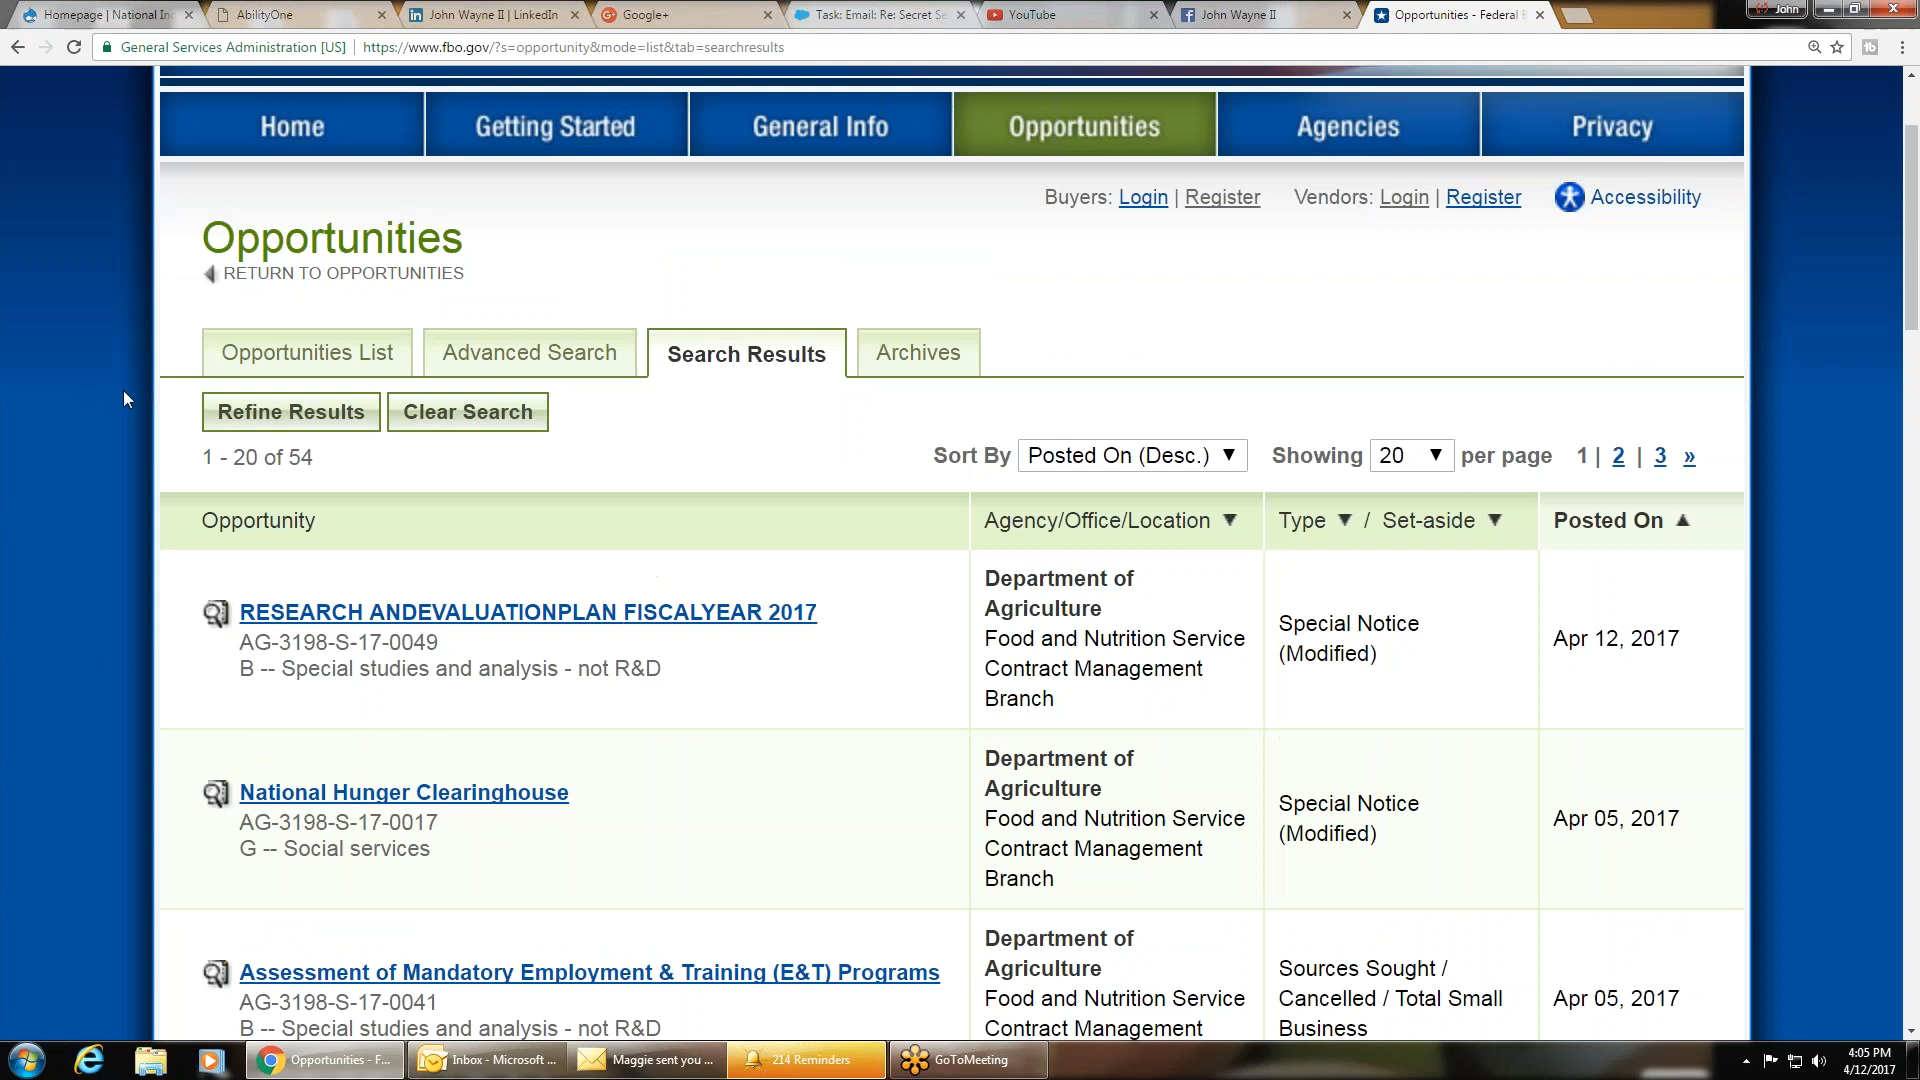 Homepage | National In
AbilityOne
John Wayne II | LinkedIn
Google+
Task: Email: Re: Secret Se
YouTube
John Wayne II
Opportunities - Federal B
John
General Services Administration [US]
https://www.fbo.gov/?s=opportunity&mode=list&tab=searchresults
Home
Getting Started
General Info
Opportunities
Agencies
Privacy
Buyers: Login | Register Vendors: Login | Register Accessibility
Opportunities
RETURN TO OPPORTUNITIES
Opportunities List
Advanced Search
Search Results
Archives
Refine Results
Clear Search
1 - 20 of 54
Sort By Posted On (Desc.) Showing 20 per page 1 | 2 | 3 »
Opportunity
Agency/Office/Location
Type / Set-aside
Posted On
RESEARCH ANDEVALUATIONPLAN FISCALYEAR 2017
AG-3198-S-17-0049
B -- Special studies and analysis - not R&D
Department of
Agriculture
Food and Nutrition Service
Contract Management
Branch
Special Notice
(Modified)
Apr 12, 2017
National Hunger Clearinghouse
AG-3198-S-17-0017
G -- Social services
Department of
Agriculture
Food and Nutrition Service
Contract Management
Branch
Special Notice
(Modified)
Apr 05, 2017
Assessment of Mandatory Employment & Training (E&T) Programs
AG-3198-S-17-0041
B -- Special studies and analysis - not R&D
Department of
Agriculture
Food and Nutrition Service
Contract Management
Sources Sought /
Cancelled / Total Small
Business
Apr 05, 2017
Opportunities - F...
Inbox - Microsoft ...
Maggie sent you ...
214 Reminders
GoToMeeting
4:05 PM
4/12/2017